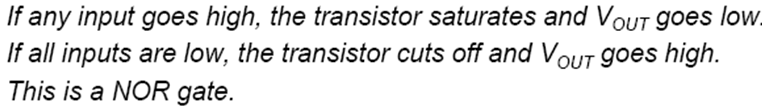 If any input goes high, the transistor saturates and VOUT goes low.
If all inputs are low, the transistor cuts off and VOUT goes high.
This is a NOR gate.